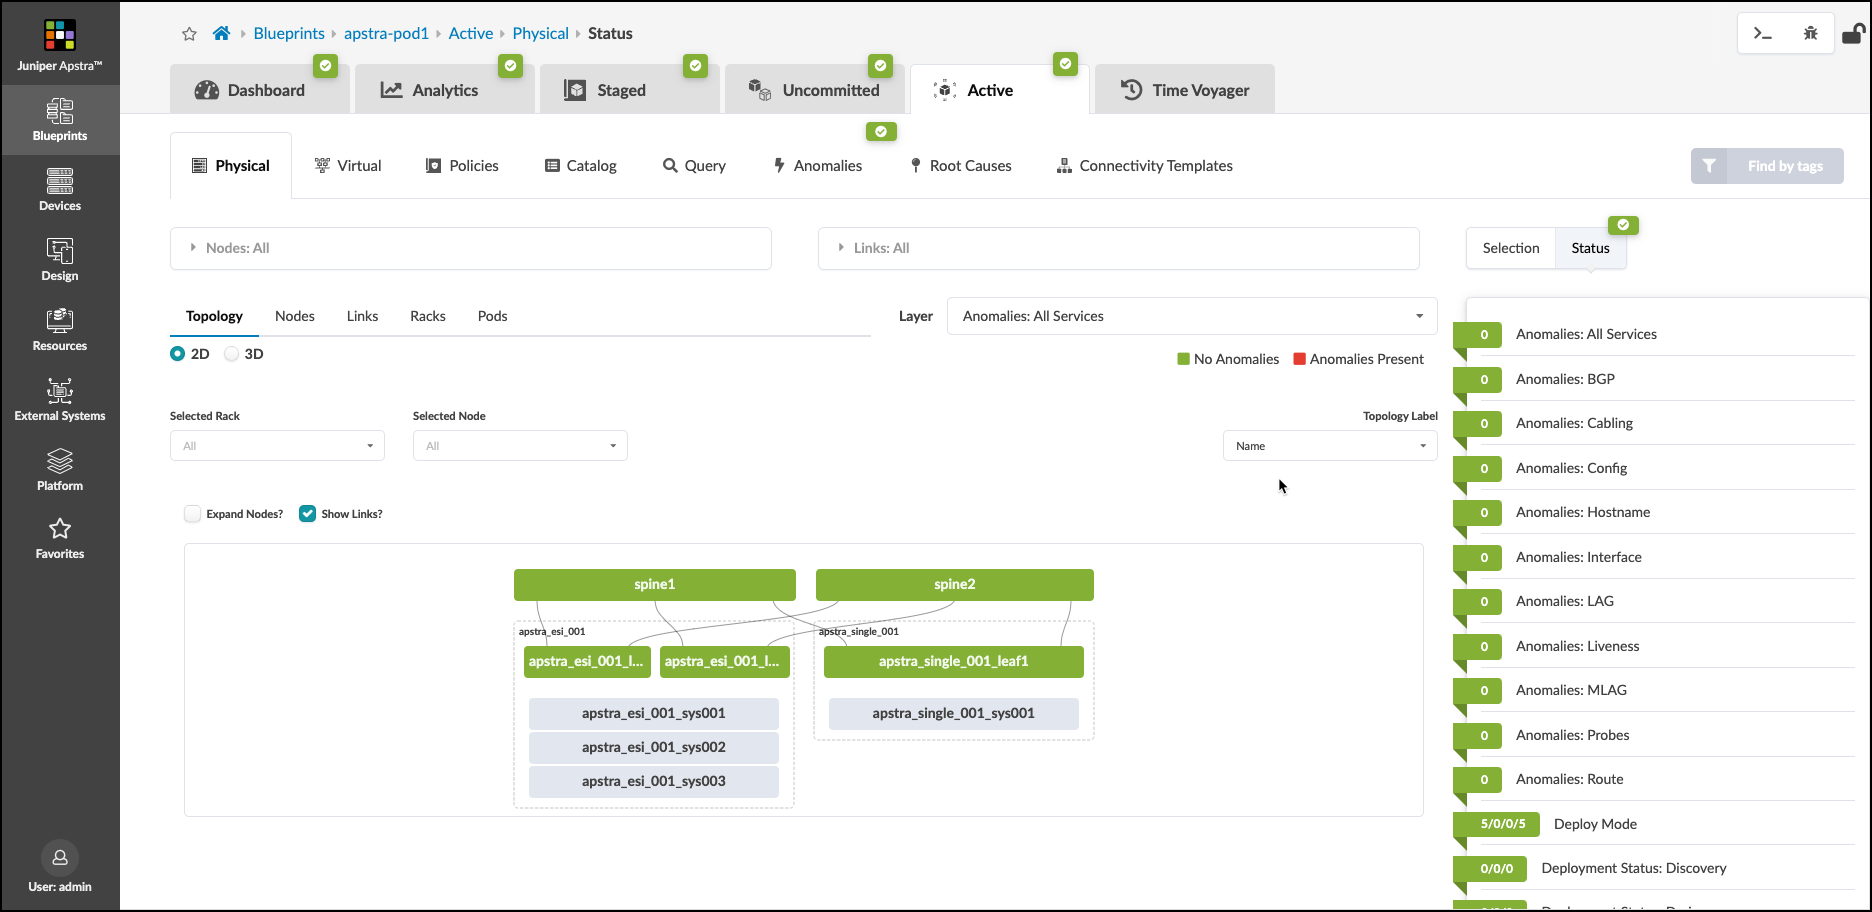 Juniper Apstra™
Blueprints
Devices
Design
Resources
External Systems
Platform
Favorites
User: admin
Blueprints apstra-pod1 Active Physical Status
Dashboard Analytics Staged Uncommitted Active Time Voyager
Physical Virtual Policies Catalog Query Anomalies Root Causes Connectivity Templates Find by tags
Nodes: All Links: All Selection Status
Topology Nodes Links Racks Pods Layer Anomalies: All Services
2D 3D No Anomalies Anomalies Present
Selected Rack Selected Node Topology Label
All All Name
Expand Nodes? Show Links?
spine1 spine2
apstra_esi_001 apstra_single_001
apstra_esi_001_l... apstra_esi_001_l... apstra_single_001_leaf1
apstra_esi_001_sys001 apstra_single_001_sys001
apstra_esi_001_sys002
apstra_esi_001_sys003
0 Anomalies: All Services
0 Anomalies: BGP
0 Anomalies: Cabling
0 Anomalies: Config
0 Anomalies: Hostname
0 Anomalies: Interface
0 Anomalies: LAG
0 Anomalies: Liveness
0 Anomalies: MLAG
0 Anomalies: Probes
0 Anomalies: Route
5/0/0/5 Deploy Mode
0/0/0 Deployment Status: Discovery